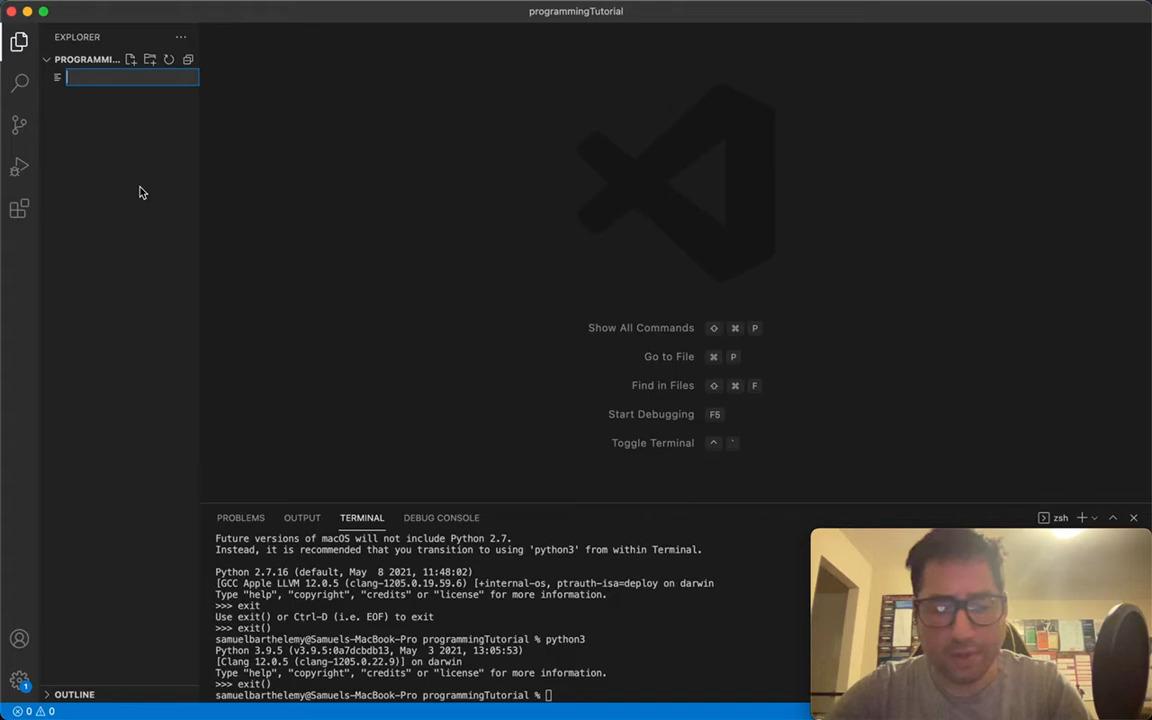 programmingTutorial
EXPLORER
PROGRAMMI...
Show All Commands ⇧ ⌘ P
Go to File ⌘ P
Find in Files ⇧ ⌘ F
Start Debugging F5
Toggle Terminal ^ `
PROBLEMS OUTPUT TERMINAL DEBUG CONSOLE
zsh
Future versions of macOS will not include Python 2.7.
Instead, it is recommended that you transition to using 'python3' from within Terminal.
Python 2.7.16 (default, May  8 2021, 11:48:02)
[GCC Apple LLVM 12.0.5 (clang-1205.0.19.59.6) [+internal-os, ptrauth-isa=deploy on darwin
Type "help", "copyright", "credits" or "license" for more information.
>>> exit
Use exit() or Ctrl-D (i.e. EOF) to exit
>>> exit()
samuelbarthelemy@Samuels-MacBook-Pro programmingTutorial % python3
Python 3.9.5 (v3.9.5:0a7dcbdb13, May  3 2021, 13:05:53)
[Clang 12.0.5 (clang-1205.0.22.9)] on darwin
Type "help", "copyright", "credits" or "license" for more information.
>>> exit()
samuelbarthelemy@Samuels-MacBook-Pro programmingTutorial %
1
OUTLINE
0 0